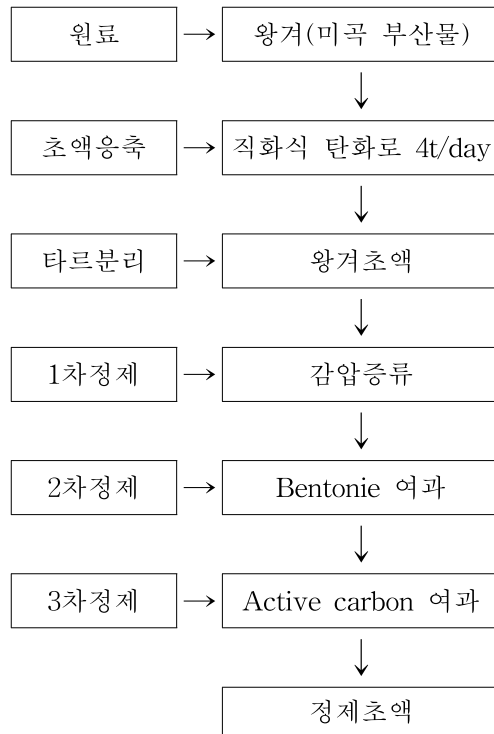 원료
왕겨(미곡 부산물)
초액응축
직화식 탄화로 4t/day
타르분리
왕겨초액
1차정제
감압증류
2차정제
Bentonie 여과
3차정제
Active carbon 여과
정제초액